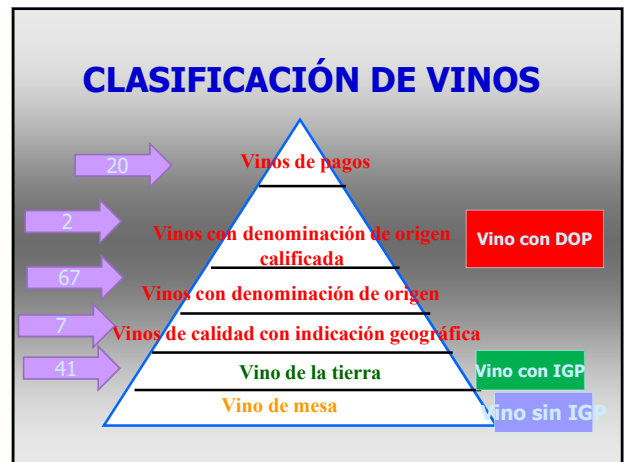 CLASIFICACIÓN DE VINOS
20
Vinos de pagos
2
Vinos con denominación de origen
calificada
Vino con DOP
67
Vinos con denominación de origen
7
Vinos de calidad con indicación geográfica
41
Vino de la tierra
Vino con IGP
Vino de mesa
Vino sin IGP